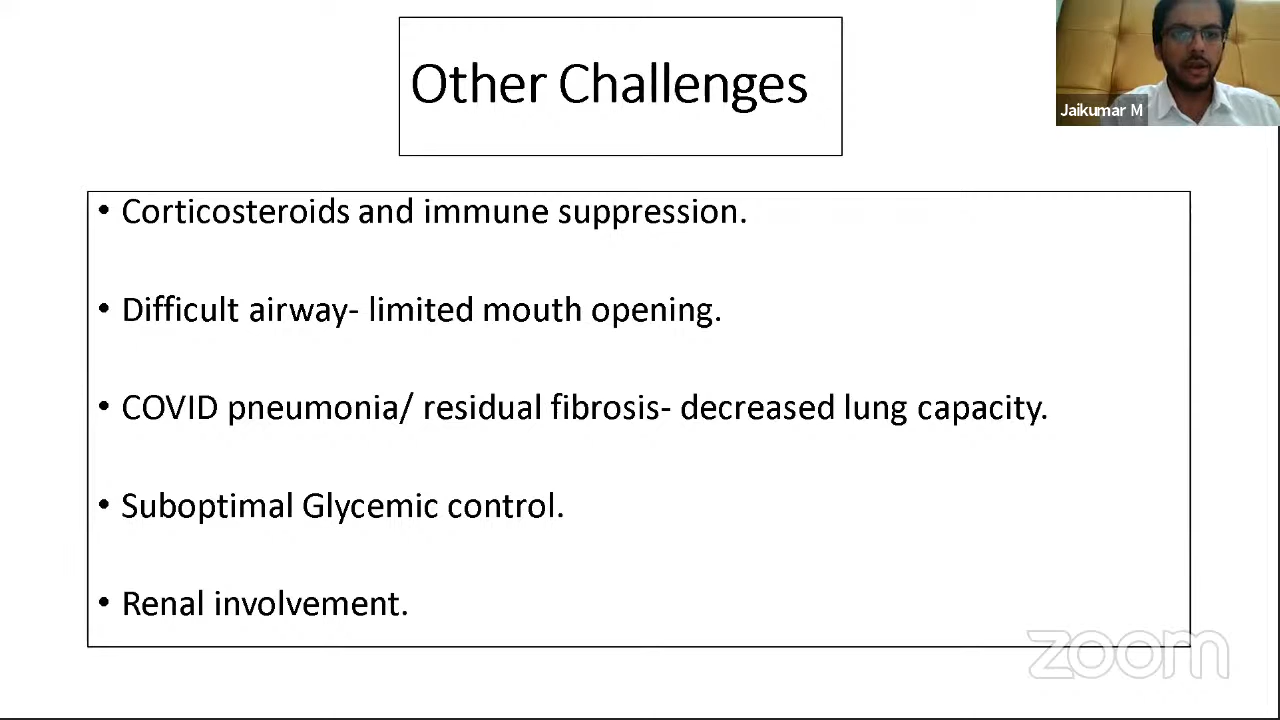 Other Challenges
Jaikumar M
• Corticosteroids and immune suppression.
• Difficult airway- limited mouth opening.
• COVID pneumonia/ residual fibrosis- decreased lung capacity.
• Suboptimal Glycemic control.
• Renal involvement.
zoom